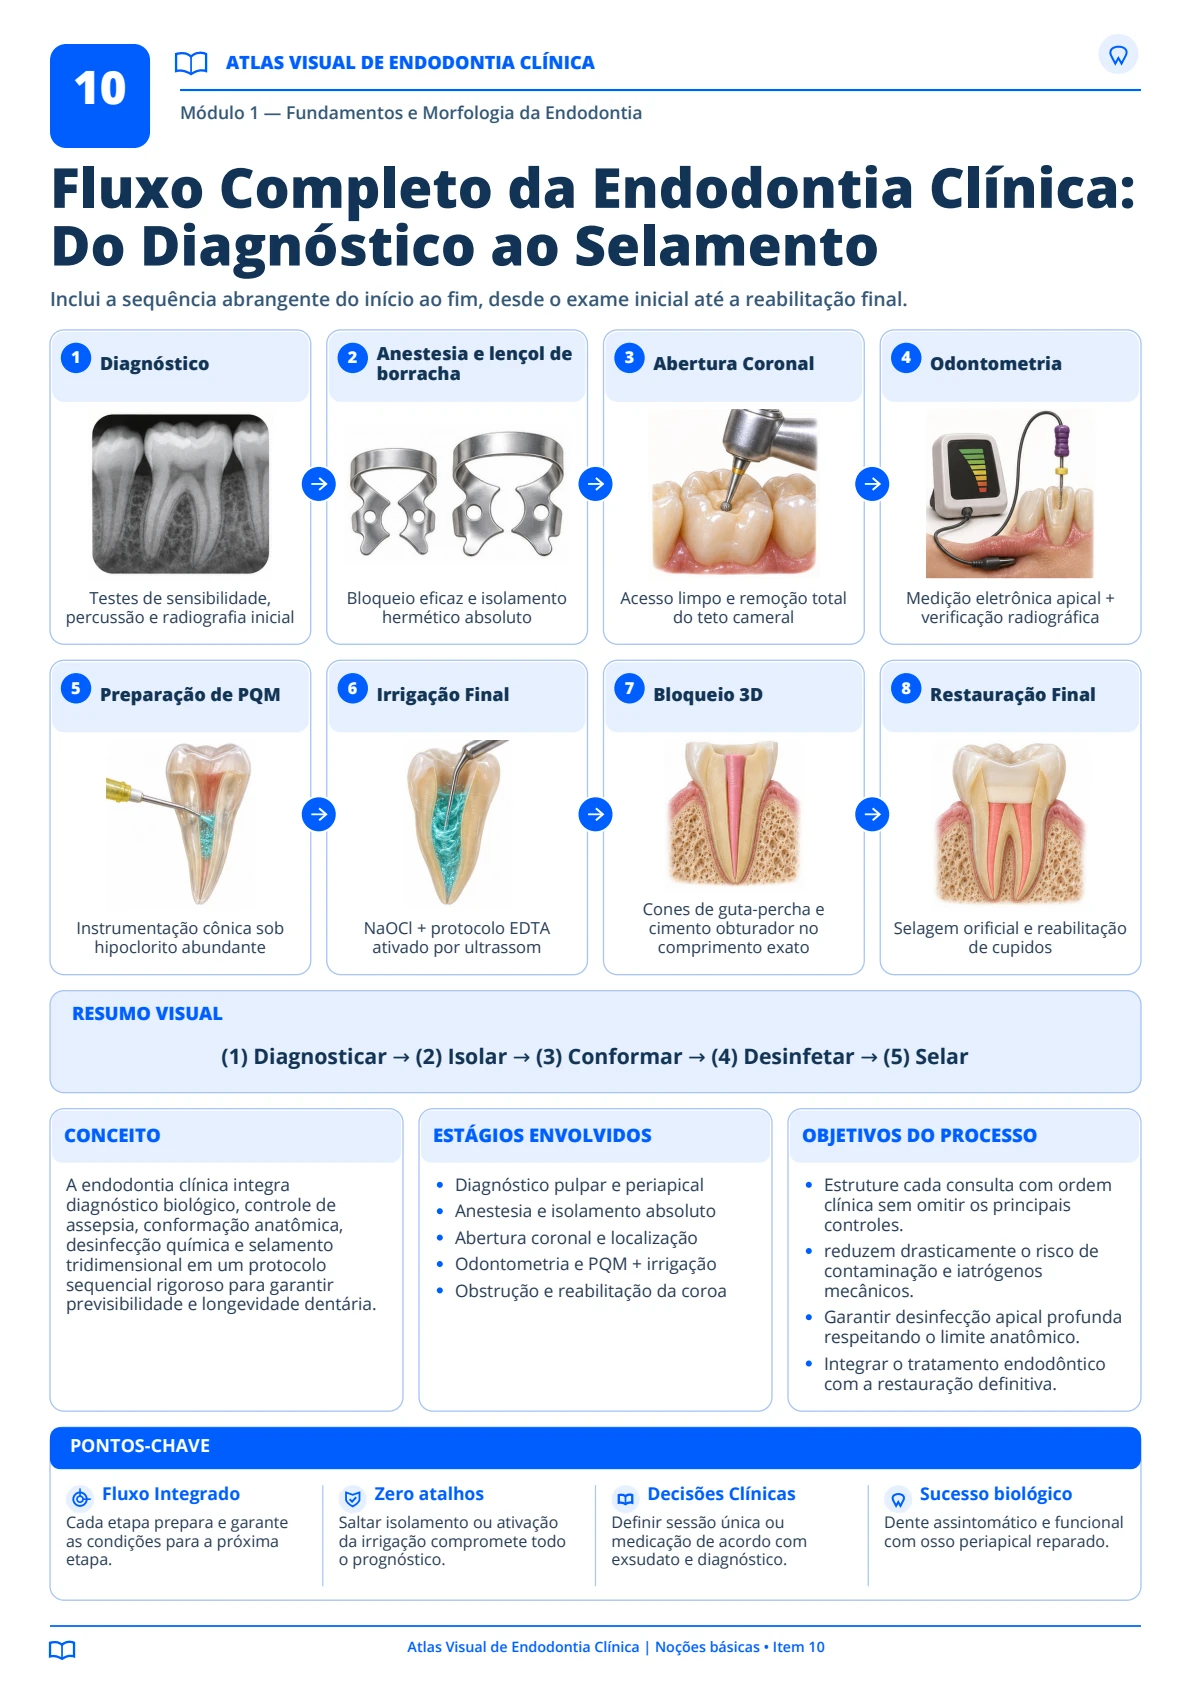 10
ATLAS VISUAL DE ENDODONTIA CLÍNICA
Módulo 1 — Fundamentos e Morfologia da Endodontia
Fluxo Completo da Endodontia Clínica:
Do Diagnóstico ao Selamento
Inclui a sequência abrangente do início ao fim, desde o exame inicial até a reabilitação final.
1 Diagnóstico
Testes de sensibilidade,
percussão e radiografia inicial
2 Anestesia e lençol de
borracha
Bloqueio eficaz e isolamento
hermético absoluto
3 Abertura Coronal
Acesso limpo e remoção total
do teto cameral
4 Odontometria
Medição eletrônica apical +
verificação radiográfica
5 Preparação de PQM
Instrumentação cônica sob
hipoclorito abundante
6 Irrigação Final
NaOCl + protocolo EDTA
ativado por ultrassom
7 Bloqueio 3D
Cones de guta-percha e
cimento obturador no
comprimento exato
8 Restauração Final
Selagem orificial e reabilitação
de cupidos
RESUMO VISUAL
(1) Diagnosticar → (2) Isolar → (3) Conformar → (4) Desinfetar → (5) Selar
CONCEITO
A endodontia clínica integra
diagnóstico biológico, controle de
assepsia, conformação anatômica,
desinfecção química e selamento
tridimensional em um protocolo
sequencial rigoroso para garantir
previsibilidade e longevidade dentária.
ESTÁGIOS ENVOLVIDOS
• Diagnóstico pulpar e periapical
• Anestesia e isolamento absoluto
• Abertura coronal e localização
• Odontometria e PQM + irrigação
• Obstrução e reabilitação da coroa
OBJETIVOS DO PROCESSO
• Estruture cada consulta com ordem
clínica sem omitir os principais
controles.
• reduzem drasticamente o risco de
contaminação e iatrógenos
mecânicos.
• Garantir desinfecção apical profunda
respeitando o limite anatômico.
• Integrar o tratamento endodôntico
com a restauração definitiva.
PONTOS-CHAVE
Fluxo Integrado
Cada etapa prepara e garante
as condições para a próxima
etapa.
Zero atalhos
Saltar isolamento ou ativação
da irrigação compromete todo
o prognóstico.
Decisões Clínicas
Definir sessão única ou
medicação de acordo com
exsudato e diagnóstico.
Sucesso biológico
Dente assintomático e funcional
com osso periapical reparado.
Atlas Visual de Endodontia Clínica | Noções básicas • Item 10